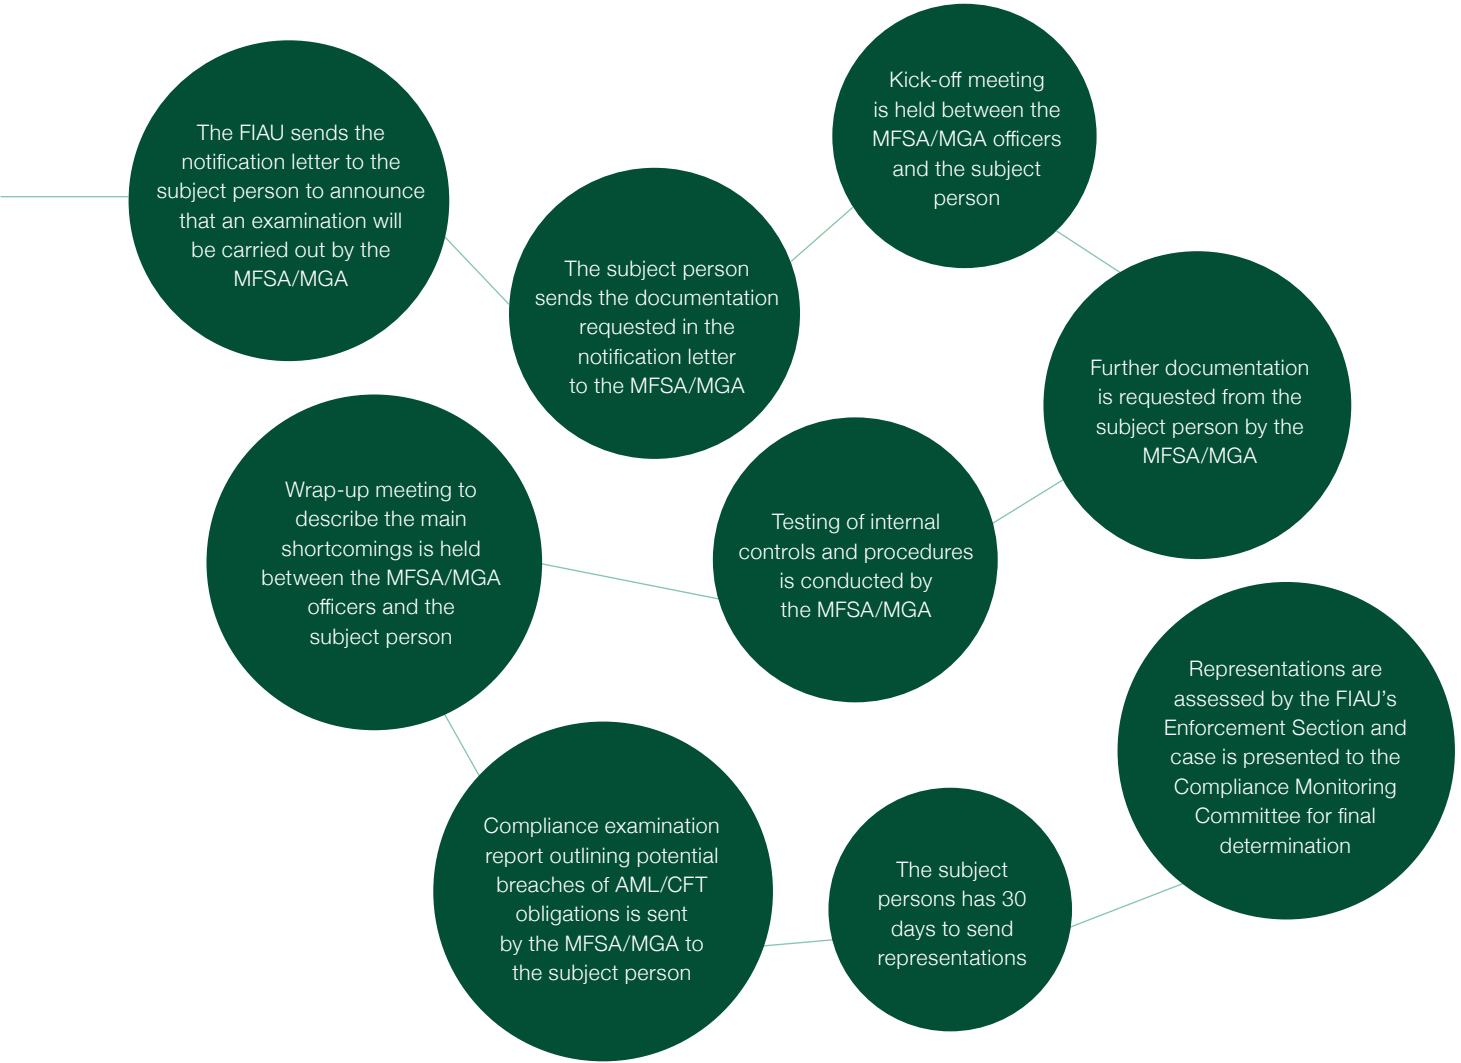 The FIAU sends the
notification letter to the
subject person to announce
that an examination will
be carried out by the
MFSA/MGA
The subject person
sends the documentation
requested in the
notification letter
to the MFSA/MGA
Kick-off meeting
is held between the
MFSA/MGA officers
and the subject
person
Further documentation
is requested from the
subject person by the
MFSA/MGA
Testing of internal
controls and procedures
is conducted by
the MFSA/MGA
Wrap-up meeting to
describe the main
shortcomings is held
between the MFSA/MGA
officers and the
subject person
Compliance examination
report outlining potential
breaches of AML/CFT
obligations is sent
by the MFSA/MGA to
the subject person
The subject
persons has 30
days to send
representations
Representations are
assessed by the FIAU’s
Enforcement Section and
case is presented to the
Compliance Monitoring
Committee for final
determination